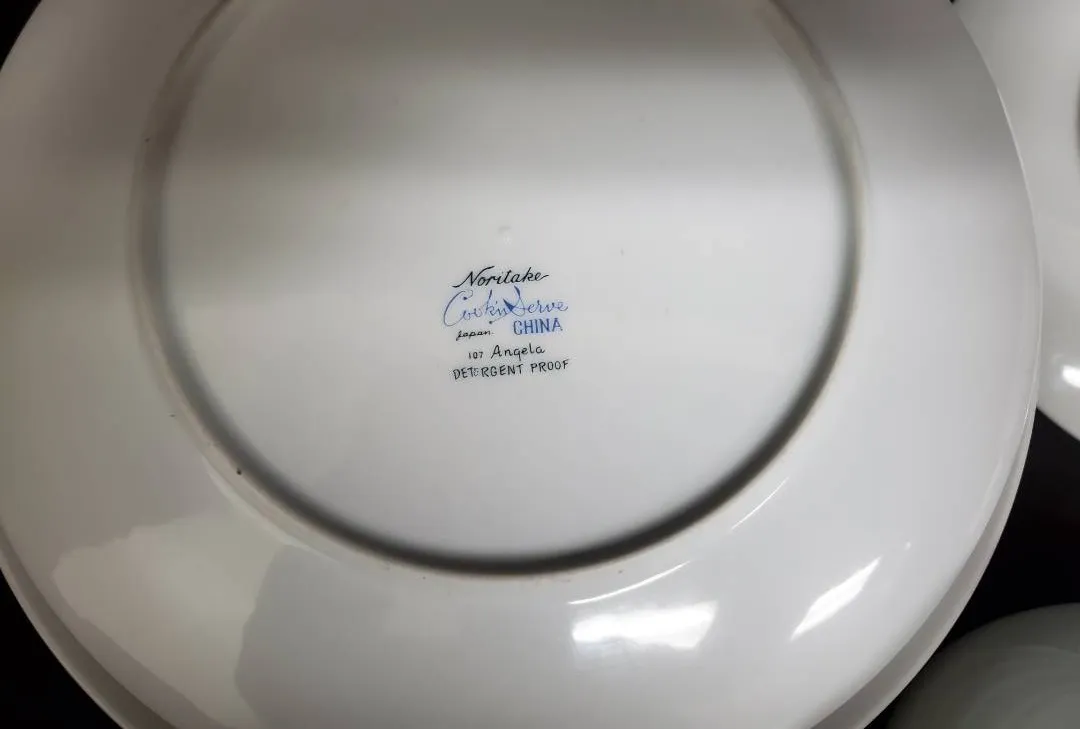 Noritake
Cook'n Serve
Japan. CHINA
107 Angela
DETERGENT PROOF